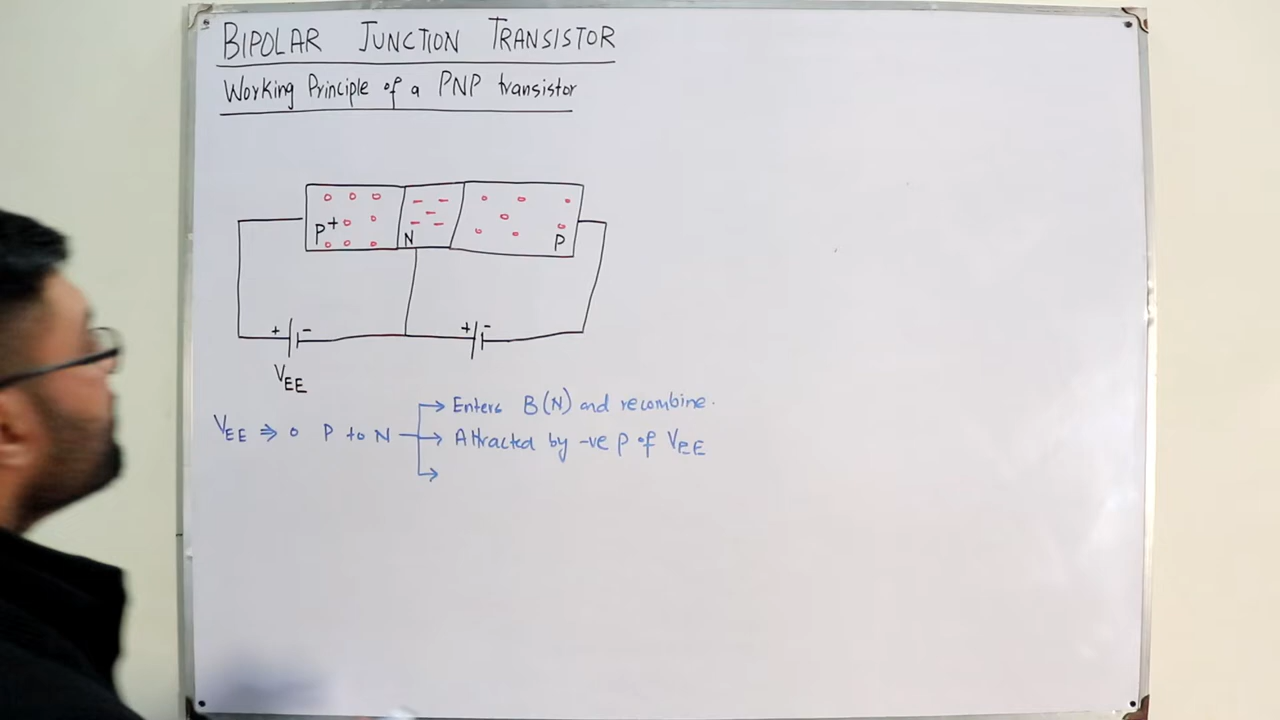 BIPOLAR JUNCTION TRANSISTOR
Working Principle of a PNP transistor
P+ N P
+ - + -
VEE
Enters B(N) and recombine.
VEE ⇒ o P to N
Attracted by -ve p of VEE